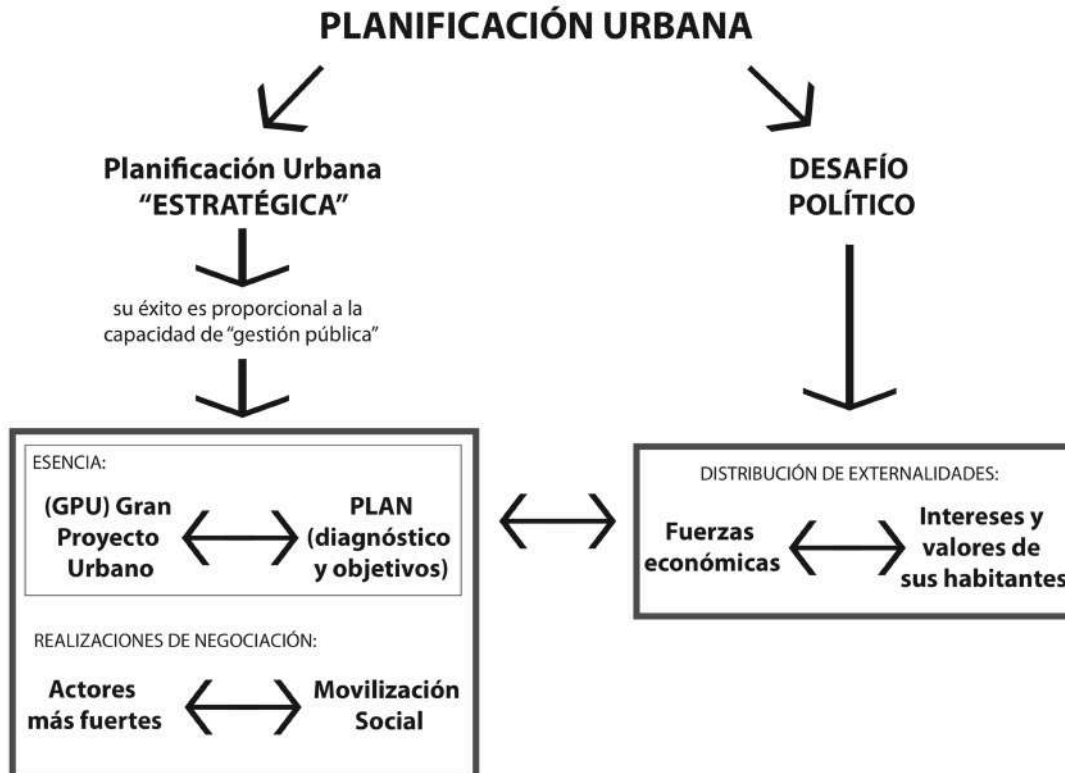 PLANIFICACIÓN URBANA
Planificación Urbana
“ESTRATÉGICA”
su éxito es proporcional a la
capacidad de “gestión pública”
ESENCIA:
(GPU) Gran
Proyecto
Urbano
PLAN
(diagnóstico
y objetivos)
REALIZACIONES DE NEGOCIACIÓN:
Actores
más fuertes
Movilización
Social
DESAFÍO
POLÍTICO
DISTRIBUCIÓN DE EXTERNALIDADES:
Fuerzas
económicas
Intereses y
valores de
sus habitantes